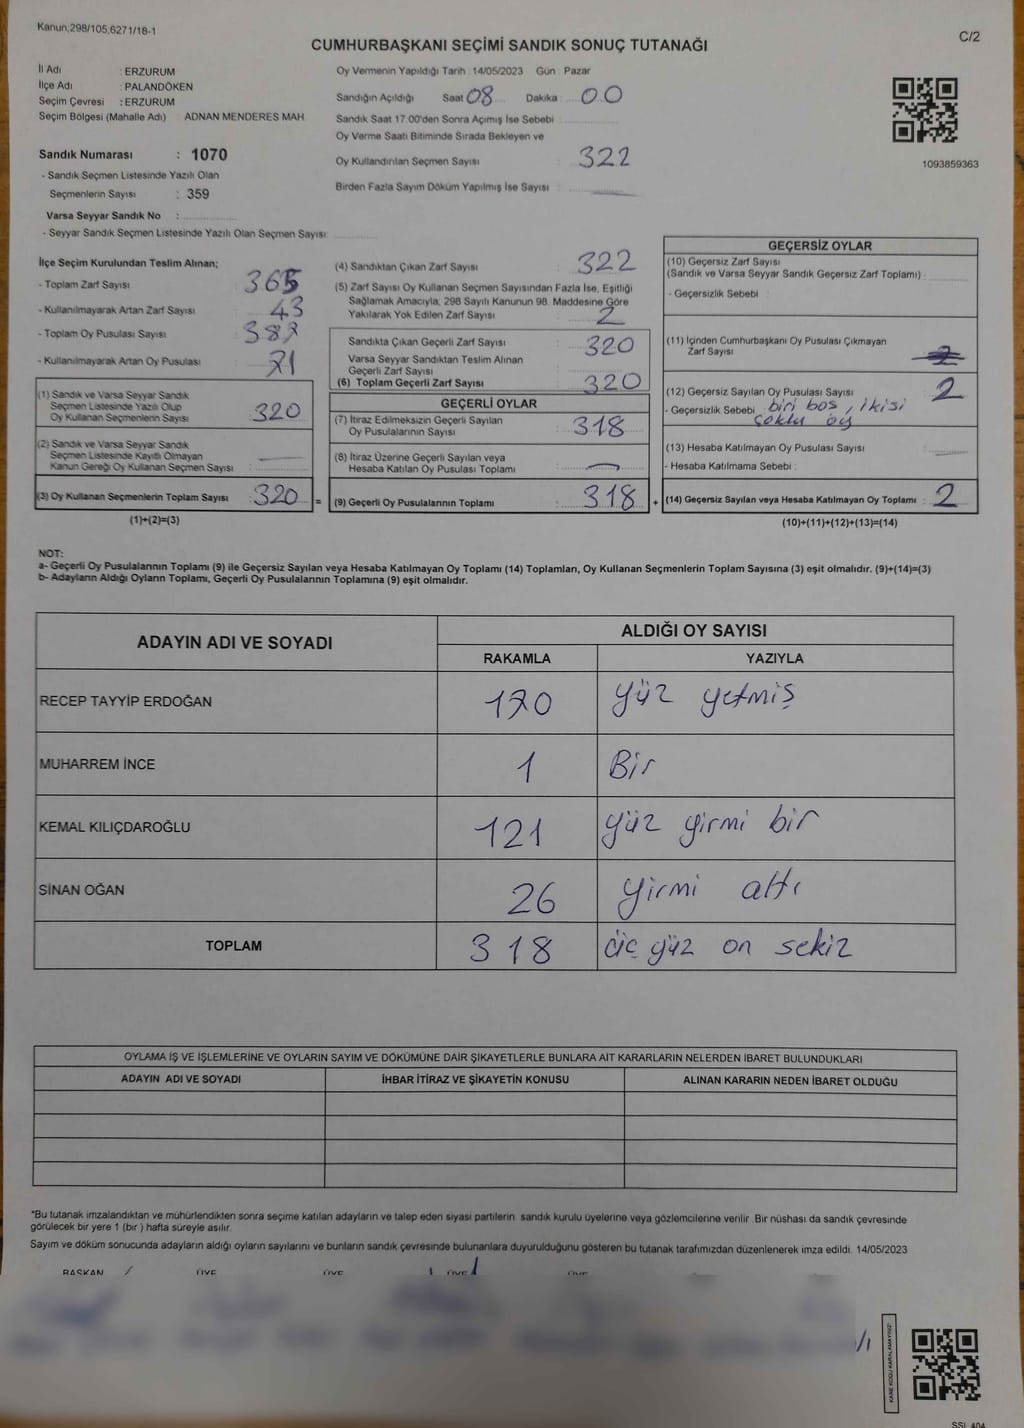 Kanun,298/105,6271/18-1
C/2
CUMHURBAŞKANI SEÇİMİ SANDIK SONUÇ TUTANAĞI
İl Adı : ERZURUM
İlçe Adı : PALANDÖKEN
Seçim Çevresi : ERZURUM
Seçim Bölgesi (Mahalle Adı) : ADNAN MENDERES MAH.
Sandık Numarası : 1070
- Sandık Seçmen Listesinde Yazılı Olan
Seçmenlerin Sayısı : 359
Varsa Seyyar Sandık No :
- Seyyar Sandık Seçmen Listesinde Yazılı Olan Seçmen Sayısı:
Oy Vermenin Yapıldığı Tarih : 14/05/2023 Gün : Pazar
Sandığın Açıldığı Saat 08 Dakika : 00
Sandık Saat 17.00'den Sonra Açımış İse Sebebi :
Oy Verme Saati Bitiminde Sırada Bekleyen ve
Oy Kullandırılan Seçmen Sayısı : 322
Birden Fazla Sayım Döküm Yapılmış İse Sayısı :
1093859363
İlçe Seçim Kurulundan Teslim Alınan;
- Toplam Zarf Sayısı : 365
- Kullanılmayarak Artan Zarf Sayısı : 43
- Toplam Oy Pusulası Sayısı :
- Kullanılmayarak Artan Oy Pusulası : 71
(1) Sandık ve Varsa Seyyar Sandık
Seçmen Listesinde Yazılı Olup
Oy Kullanan Seçmenlerin Sayısı : 320
(2) Sandık ve Varsa Seyyar Sandık
Seçmen Listesinde Kayıtlı Olmayan
Kanun Gereği Oy Kullanan Seçmen Sayısı :
(3) Oy Kullanan Seçmenlerin Toplam Sayısı : 320 =
(1)+(2)=(3)
(4) Sandıktan Çıkan Zarf Sayısı : 322
(5) Zarf Sayısı Oy Kullanan Seçmen Sayısından Fazla İse, Eşitliği
Sağlamak Amacıyla, 298 Sayılı Kanunun 98. Maddesine Göre
Yakılarak Yok Edilen Zarf Sayısı : 2
Sandıkta Çıkan Geçerli Zarf Sayısı : 320
Varsa Seyyar Sandıktan Teslim Alınan
Geçerli Zarf Sayısı :
(6) Toplam Geçerli Zarf Sayısı : 320
GEÇERLİ OYLAR
(7) İtiraz Edilmeksizin Geçerli Sayılan
Oy Pusulalarının Sayısı : 318
(8) İtiraz Üzerine Geçerli Sayılan veya
Hesaba Katılan Oy Pusulası Toplamı :
(9) Geçerli Oy Pusulalarının Toplamı : 318 +
GEÇERSİZ OYLAR
(10) Geçersiz Zarf Sayısı
(Sandık ve Varsa Seyyar Sandık Geçersiz Zarf Toplamı) :
- Geçersizlik Sebebi :
(11) İçinden Cumhurbaşkanı Oy Pusulası Çıkmayan
Zarf Sayısı :
(12) Geçersiz Sayılan Oy Pusulası Sayısı : 2
- Geçersizlik Sebebi : biri boş, ikisi
çoklu oy
(13) Hesaba Katılmayan Oy Pusulası Sayısı :
- Hesaba Katılmama Sebebi :
(14) Geçersiz Sayılan veya Hesaba Katılmayan Oy Toplamı : 2
(10)+(11)+(12)+(13)=(14)
NOT:
a- Geçerli Oy Pusulalarının Toplamı (9) ile Geçersiz Sayılan veya Hesaba Katılmayan Oy Toplamı (14) Toplamları, Oy Kullanan Seçmenlerin Toplam Sayısına (3) eşit olmalıdır. (9)+(14)=(3)
b- Adayların Aldığı Oyların Toplamı, Geçerli Oy Pusulalarının Toplamına (9) eşit olmalıdır.
ADAYIN ADI VE SOYADI
ALDIĞI OY SAYISI
RAKAMLA YAZIYLA
RECEP TAYYİP ERDOĞAN 170 yüz yetmiş
MUHARREM İNCE 1 Bir
KEMAL KILIÇDAROĞLU 121 yüz yirmi bir
SİNAN OĞAN 26 yirmi altı
TOPLAM 318 üç yüz on sekiz
OYLAMA İŞ VE İŞLEMLERİNE VE OYLARIN SAYIM VE DÖKÜMÜNE DAİR ŞİKAYETLERLE BUNLARA AİT KARARLARIN NELERDEN İBARET BULUNDUKLARI
ADAYIN ADI VE SOYADI İHBAR İTİRAZ VE ŞİKAYETİN KONUSU ALINAN KARARIN NEDEN İBARET OLDUĞU
*Bu tutanak imzalandıktan ve mühürlendikten sonra seçime katılan adayların ve talep eden siyasi partilerin sandık kurulu üyelerine veya gözlemcilerine verilir. Bir nüshası da sandık çevresinde
görülecek bir yere 1 (bir ) hafta süreyle asılır.
Sayım ve döküm sonucunda adayların aldığı oyların sayılarını ve bunların sandık çevresinde bulunanlara duyurulduğunu gösteren bu tutanak tarafımızdan düzenlenerek imza edildi. 14/05/2023
BAŞKAN ÜYE ÜYE ÜYE ÜYE
KARE KODU KARALAMAYINIZ!